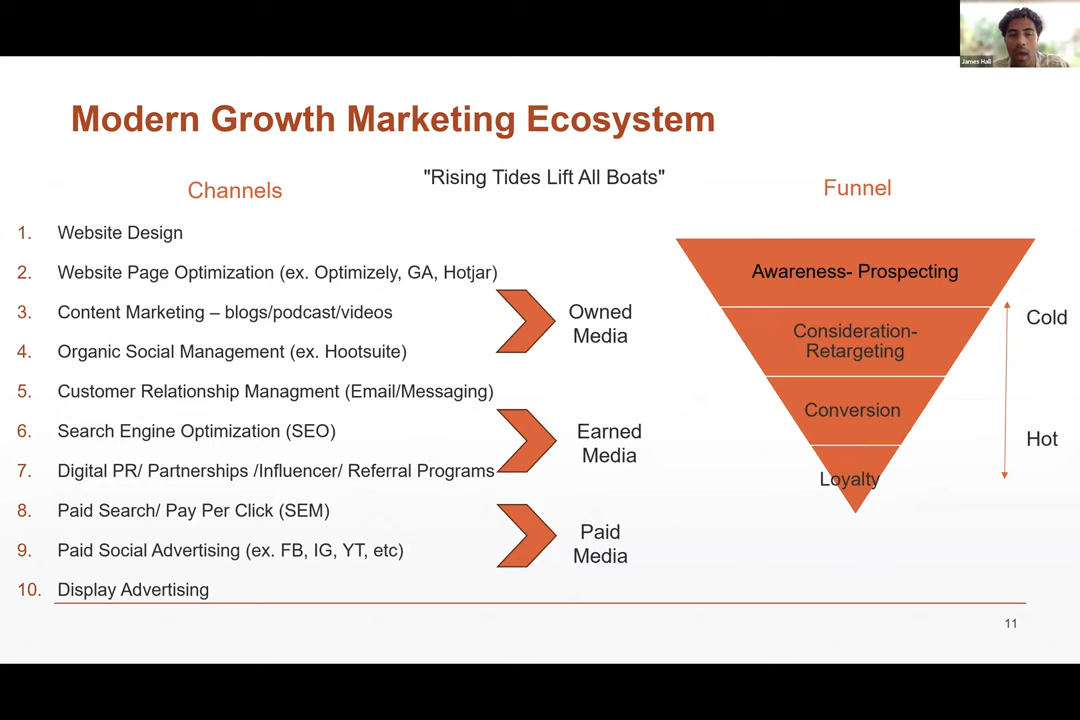 James Hall
Modern Growth Marketing Ecosystem
"Rising Tides Lift All Boats"
Channels
1. Website Design
2. Website Page Optimization (ex. Optimizely, GA, Hotjar)
3. Content Marketing – blogs/podcast/videos
4. Organic Social Management (ex. Hootsuite)
5. Customer Relationship Managment (Email/Messaging)
6. Search Engine Optimization (SEO)
7. Digital PR/ Partnerships /Influencer/ Referral Programs
8. Paid Search/ Pay Per Click (SEM)
9. Paid Social Advertising (ex. FB, IG, YT, etc)
10. Display Advertising
Owned
Media
Earned
Media
Paid
Media
Funnel
Awareness- Prospecting
Consideration-
Retargeting
Conversion
Loyalty
Cold
Hot
11